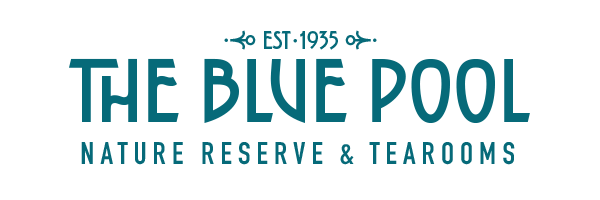 EST·1935
THE BLUE POOL
NATURE RESERVE & TEAROOMS